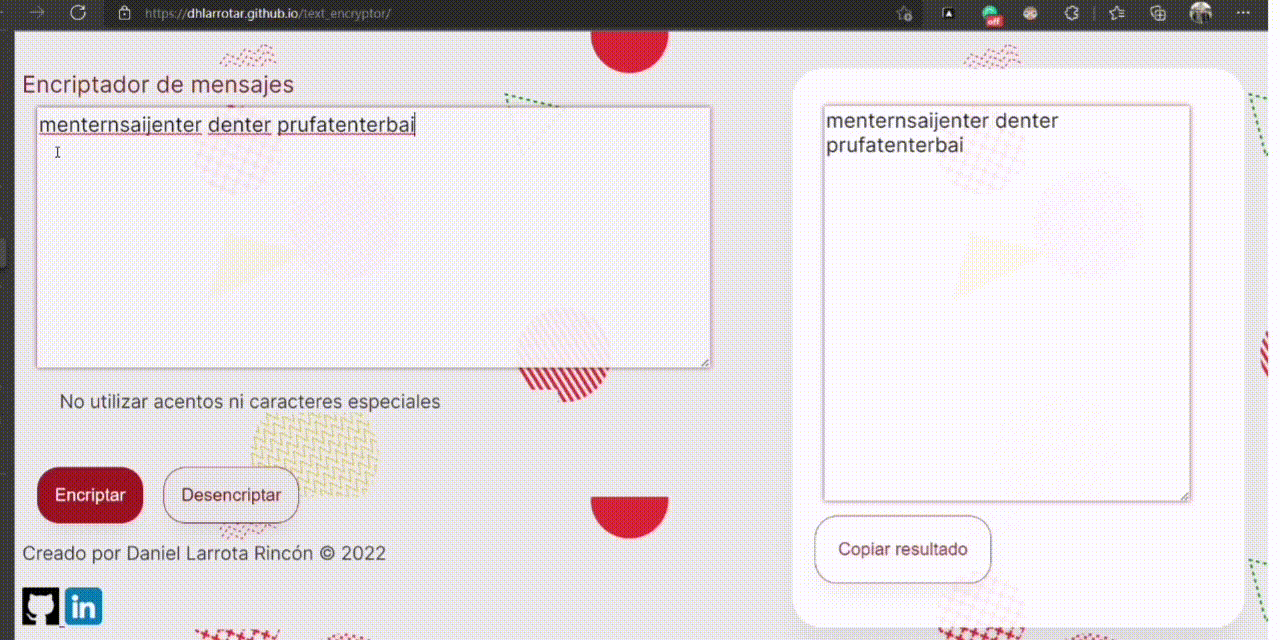 https://dhlarrotar.github.io/text_encryptor/
off
Encriptador de mensajes
menternsaijenter denter prufatenterbai
menternsaijenter denter
prufatenterbai
No utilizar acentos ni caracteres especiales
Encriptar
Desencriptar
Copiar resultado
Creado por Daniel Larrota Rincón © 2022
in